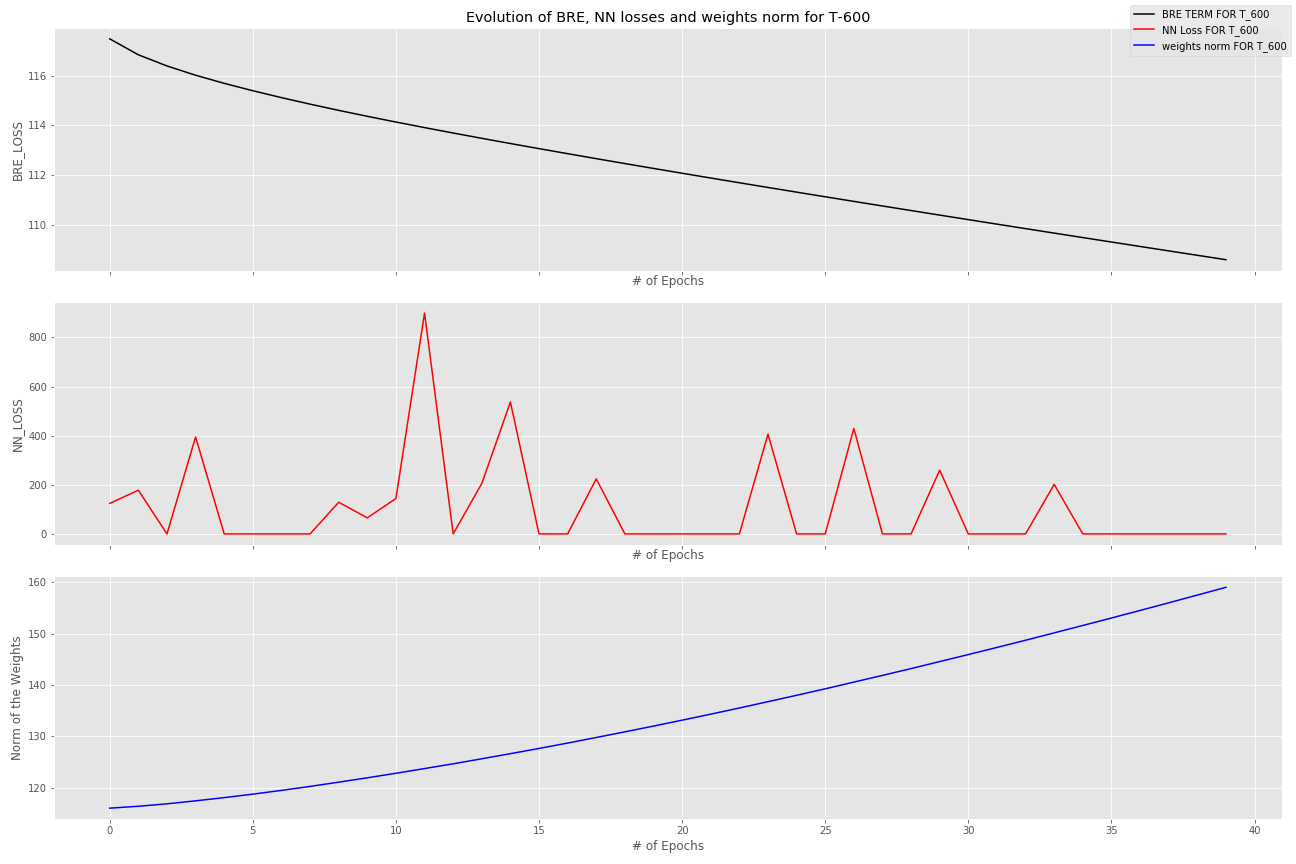 Evolution of BRE, NN losses and weights norm for T-600
BRE TERM FOR T_600
NN Loss FOR T_600
weights norm FOR T_600
BRE_LOSS
116
114
112
110
# of Epochs
NN_LOSS
800
600
400
200
0
# of Epochs
Norm of the Weights
160
150
140
130
120
0 5 10 15 20 25 30 35 40
# of Epochs